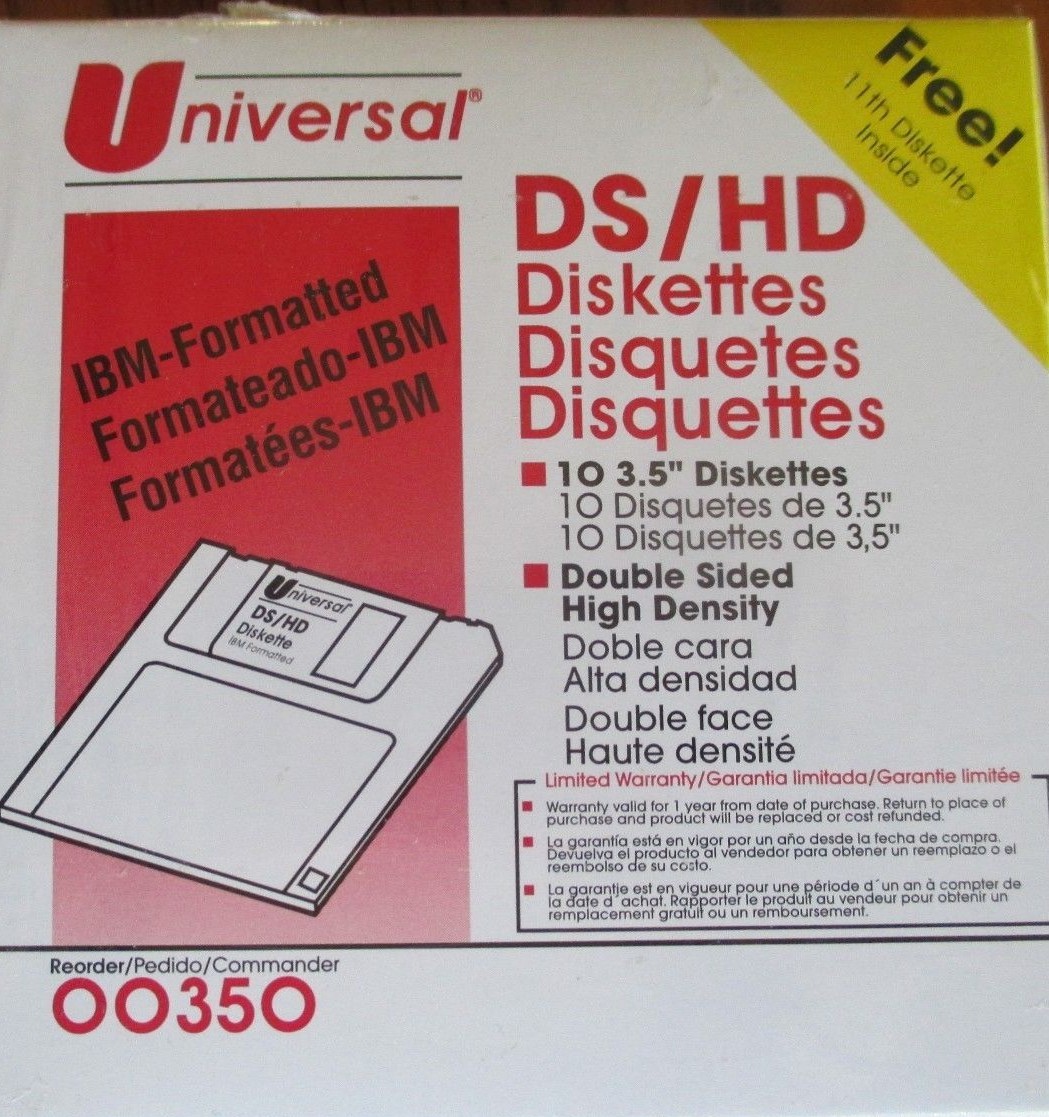 Universal®
Free!
11th Diskette
Inside
DS/HD
Diskettes
Disquetes
Disquettes
IBM-Formatted
Formateado-IBM
Formatées-IBM
10 3.5" Diskettes
10 Disquetes de 3.5"
10 Disquettes de 3,5"
Double Sided
High Density
Doble cara
Alta densidad
Double face
Haute densité
Universal
DS/HD
Diskette
IBM Formatted
Limited Warranty/Garantia limitada/Garantie limitée
Warranty valid for 1 year from date of purchase. Return to place of
purchase and product will be replaced or cost refunded.
La garantía está en vigor por un año desde la fecha de compra.
Devuelva el producto al vendedor para obtener un reemplazo o el
reembolso de su costo.
La garantie est en vigueur pour une période d´un an à compter de
la date d´achat. Rapporter le produit au vendeur pour obtenir un
remplacement gratuit ou un remboursement.
Reorder/Pedido/Commander
00350